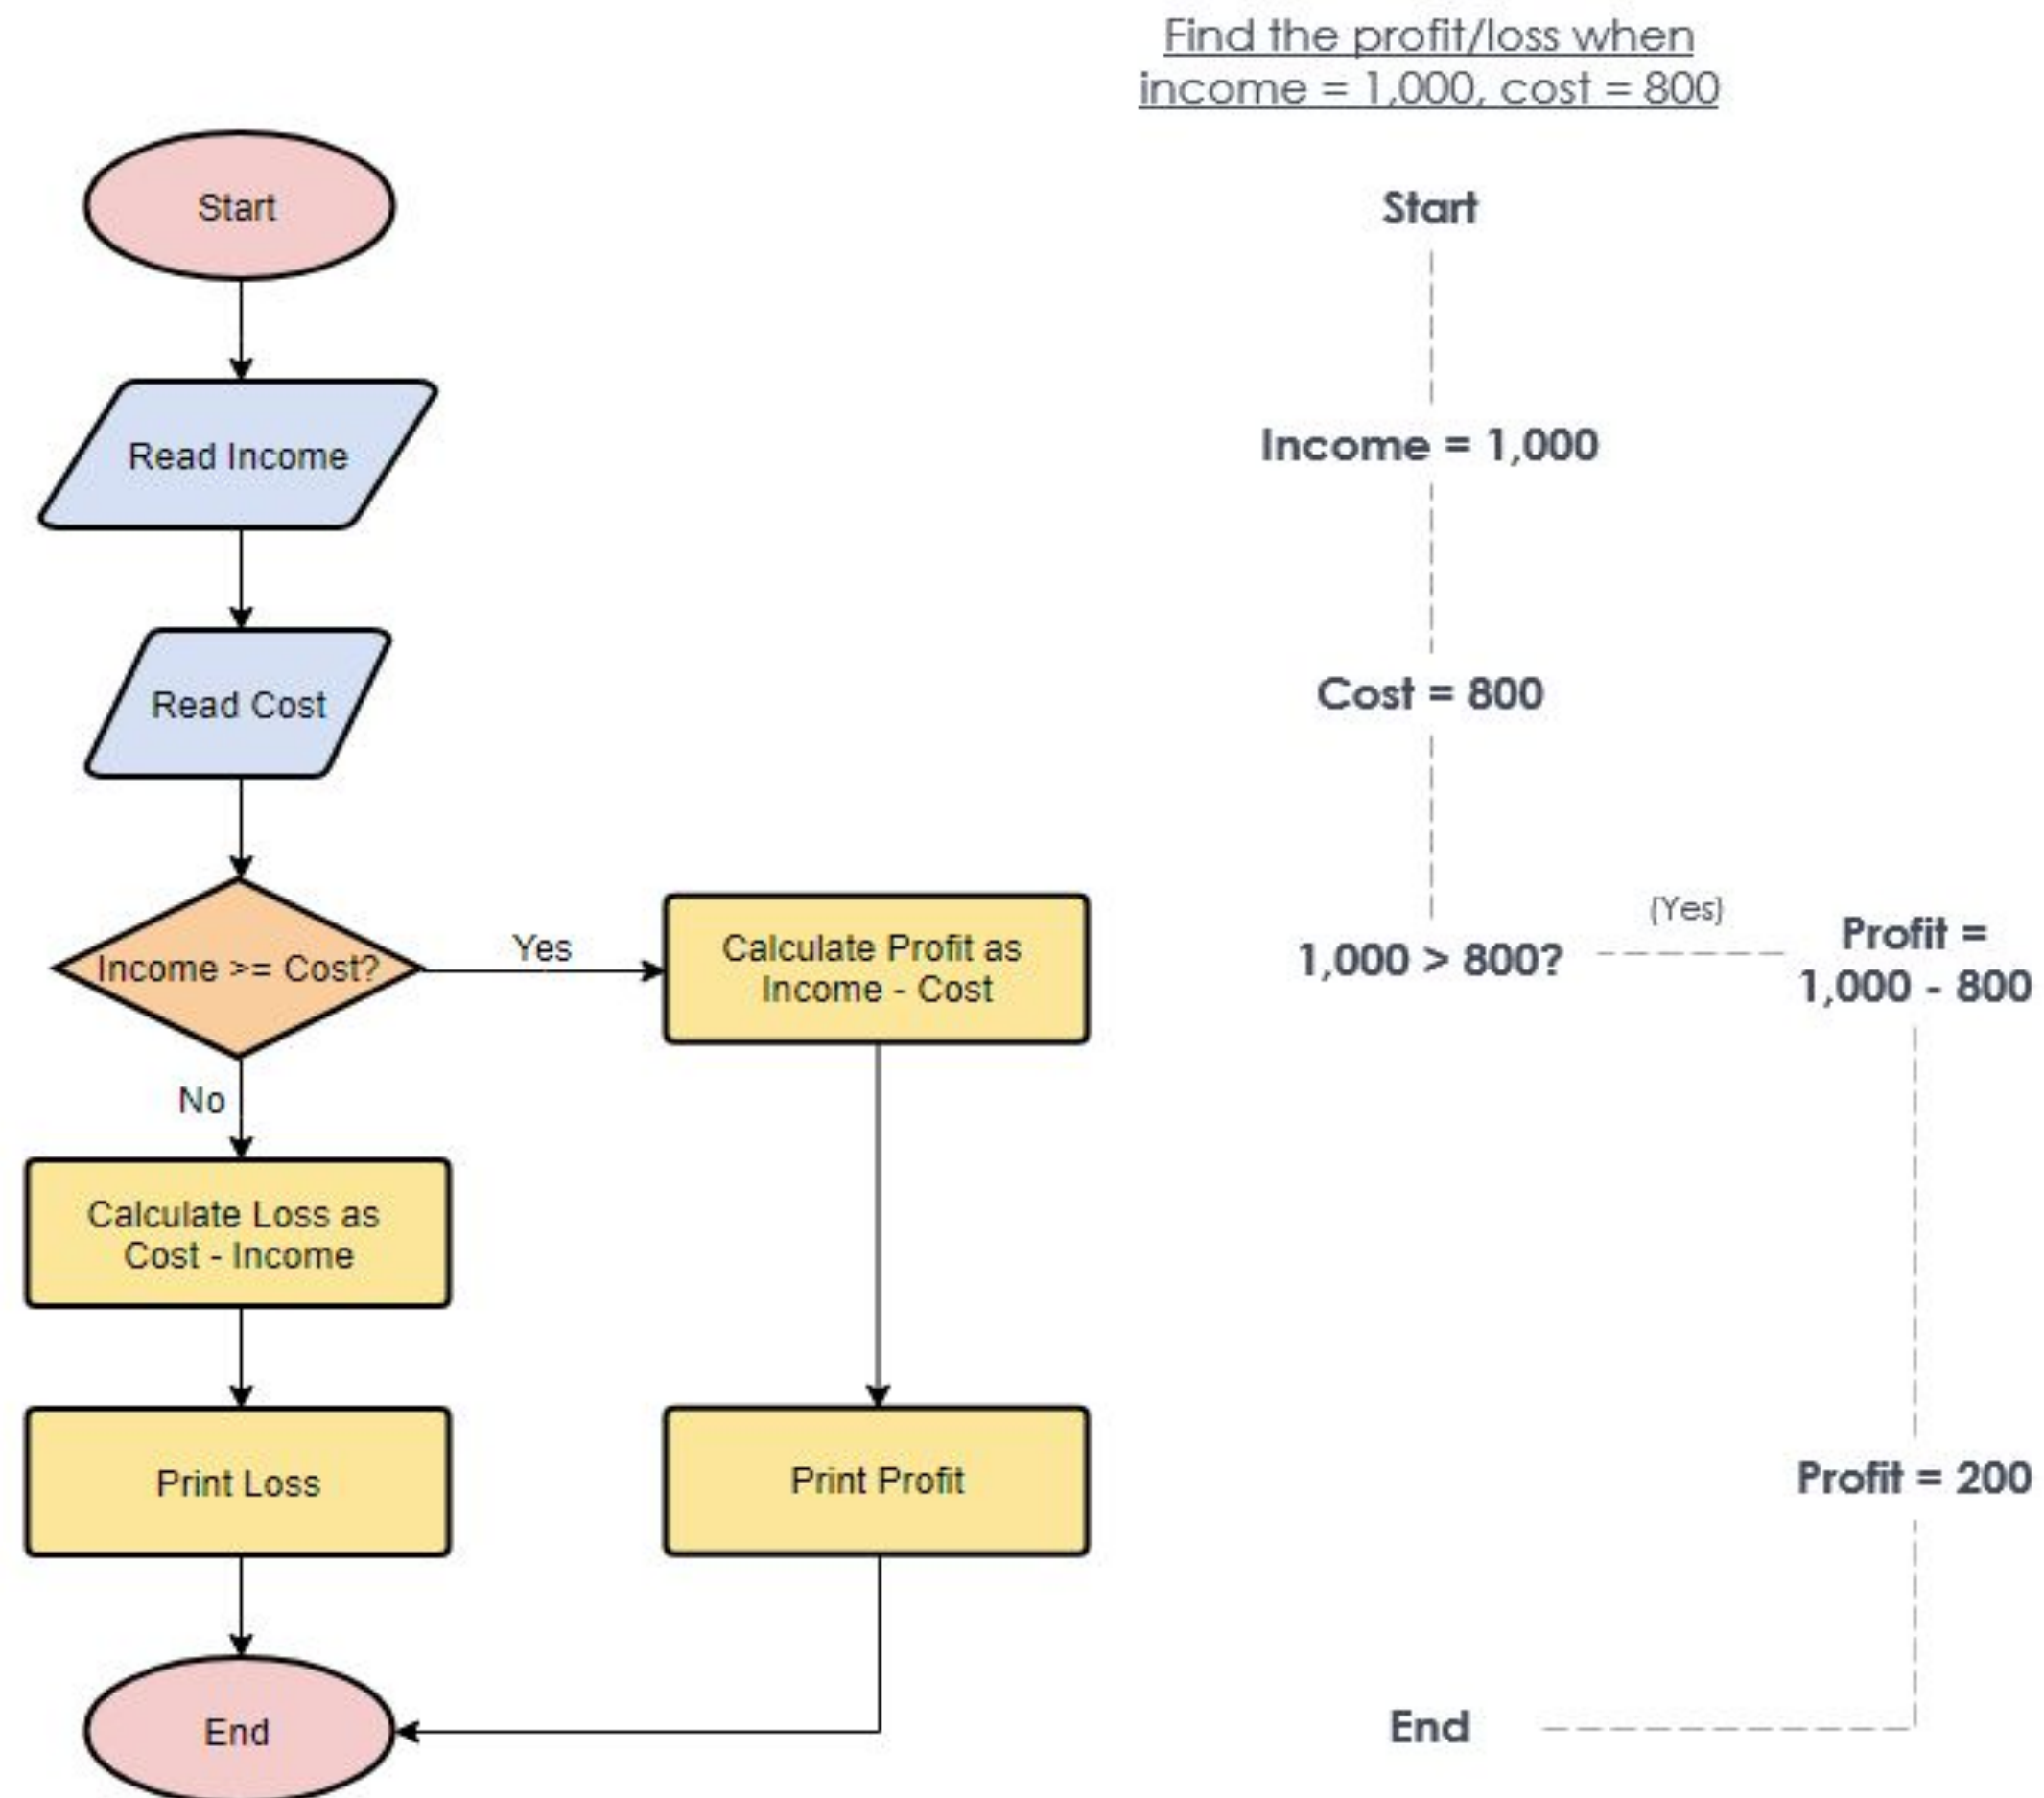 Find the profit/loss when
income = 1,000, cost = 800
Start
Read Income
Read Cost
Income >= Cost?
Yes
Calculate Profit as
Income - Cost
No
Calculate Loss as
Cost - Income
Print Loss
Print Profit
End
Start
Income = 1,000
Cost = 800
1,000 > 800?
(Yes)
Profit =
1,000 - 800
Profit = 200
End